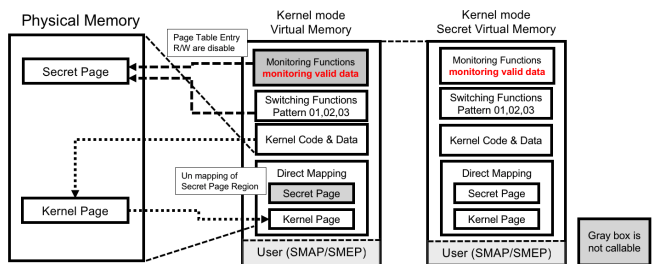 Physical Memory
Secret Page
Kernel Page
Page Table Entry
R/W are disable
Un mapping of
Secret Page Region
Kernel mode
Virtual Memory
Monitoring Functions
monitoring valid data
Switching Functions
Pattern 01,02,03
Kernel Code & Data
Direct Mapping
Secret Page
Kernel Page
User (SMAP/SMEP)
Kernel mode
Secret Virtual Memory
Monitoring Functions
monitoring valid data
Switching Functions
Pattern 01,02,03
Kernel Code & Data
Direct Mapping
Secret Page
Kernel Page
User (SMAP/SMEP)
Gray box is
not callable